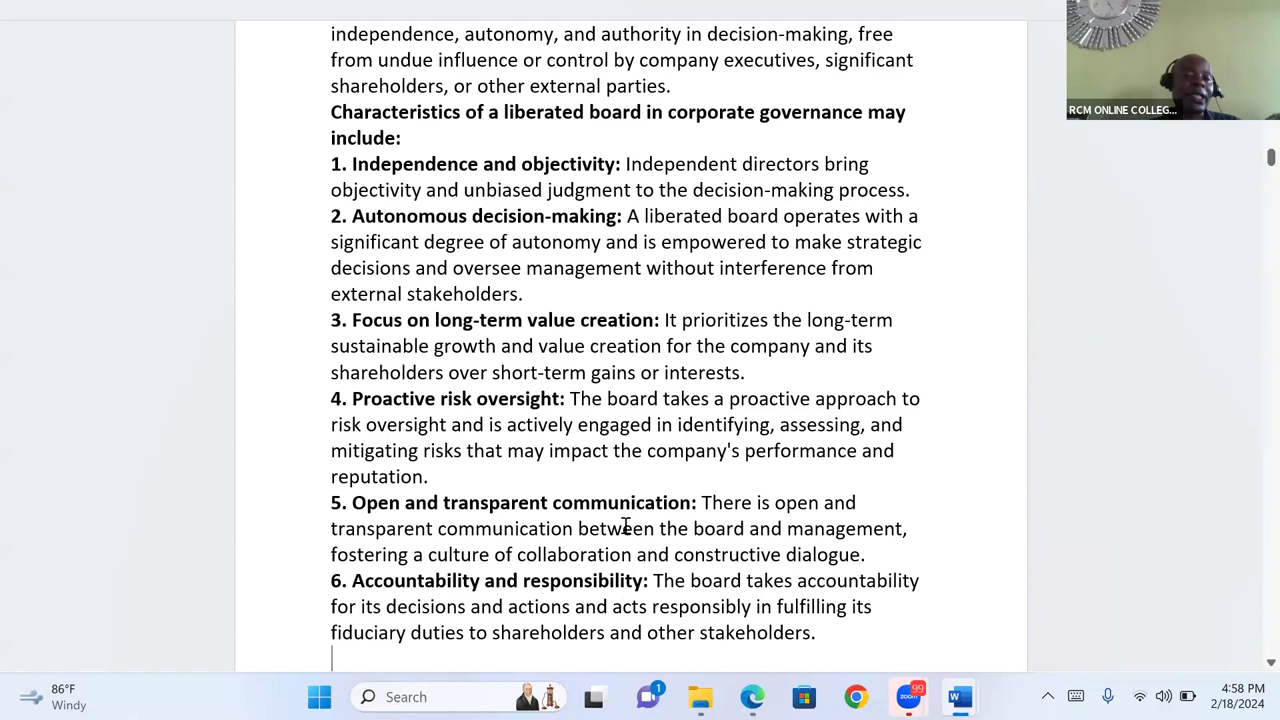 independence, autonomy, and authority in decision-making, free
from undue influence or control by company executives, significant
shareholders, or other external parties.
Characteristics of a liberated board in corporate governance may
include:
1. Independence and objectivity: Independent directors bring
objectivity and unbiased judgment to the decision-making process.
2. Autonomous decision-making: A liberated board operates with a
significant degree of autonomy and is empowered to make strategic
decisions and oversee management without interference from
external stakeholders.
3. Focus on long-term value creation: It prioritizes the long-term
sustainable growth and value creation for the company and its
shareholders over short-term gains or interests.
4. Proactive risk oversight: The board takes a proactive approach to
risk oversight and is actively engaged in identifying, assessing, and
mitigating risks that may impact the company's performance and
reputation.
5. Open and transparent communication: There is open and
transparent communication between the board and management,
fostering a culture of collaboration and constructive dialogue.
6. Accountability and responsibility: The board takes accountability
for its decisions and actions and acts responsibly in fulfilling its
fiduciary duties to shareholders and other stakeholders.
RCM ONLINE COLLEG...
86°F
Windy
Search
1
zoom
99
4:58 PM
2/18/2024